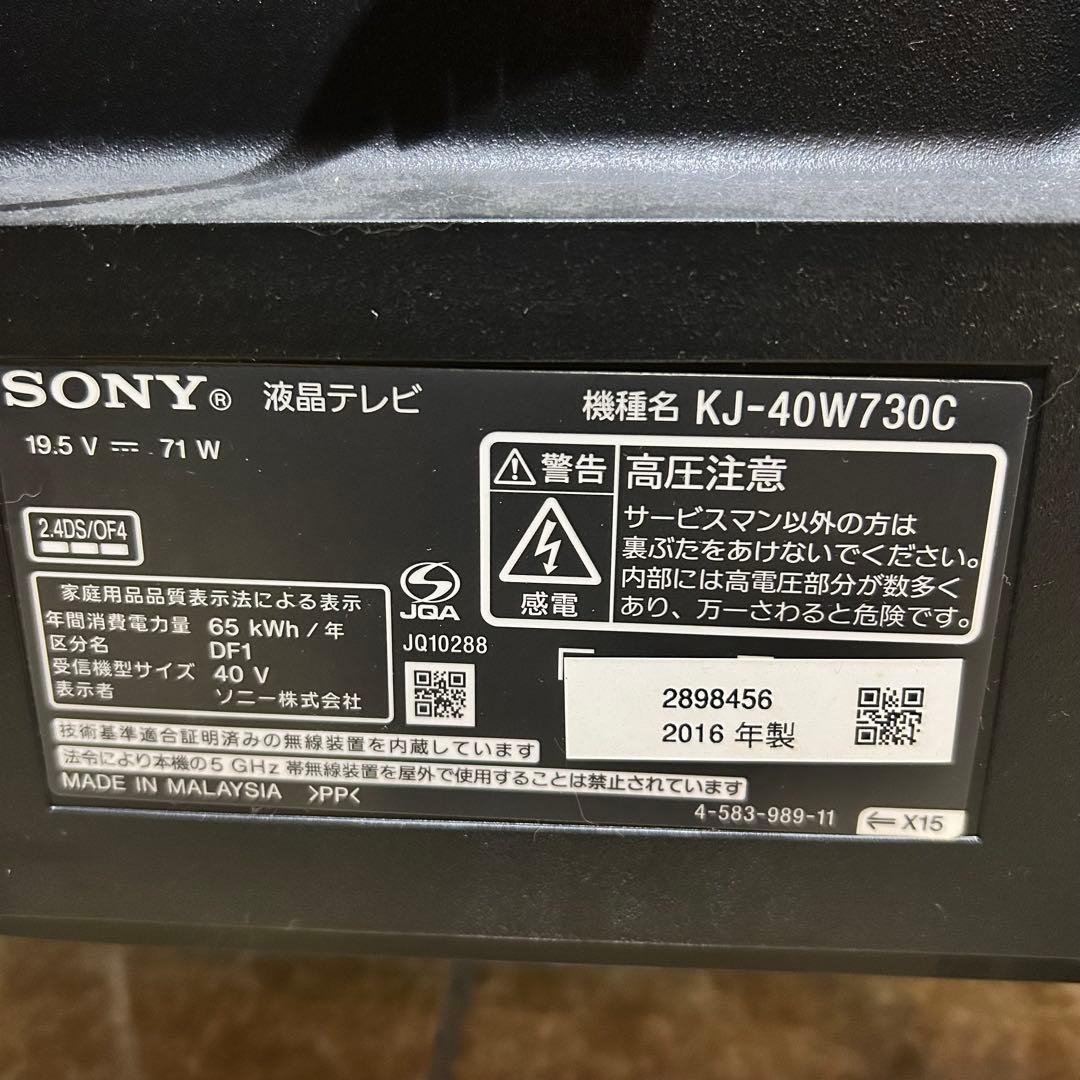 SONY® 液晶テレビ
機種名 KJ-40W730C
19.5 V ⎓ 71 W
2.4DS/OF4
警告 高圧注意
感電
サービスマン以外の方は
裏ぶたをあけないでください。
内部には高電圧部分が数多く
あり、万一さわると危険です。
家庭用品品質表示法による表示
年間消費電力量 65 kWh/年
区分名 DF1
受信機型サイズ 40 V
表示者 ソニー株式会社
JQA
JQ10288
2898456
2016 年製
技術基準適合証明済みの無線装置を内蔵しています
法令により本機の5 GHz 帯無線装置を屋外で使用することは禁止されています
MADE IN MALAYSIA >PP<
4-583-989-11
⇐ X15